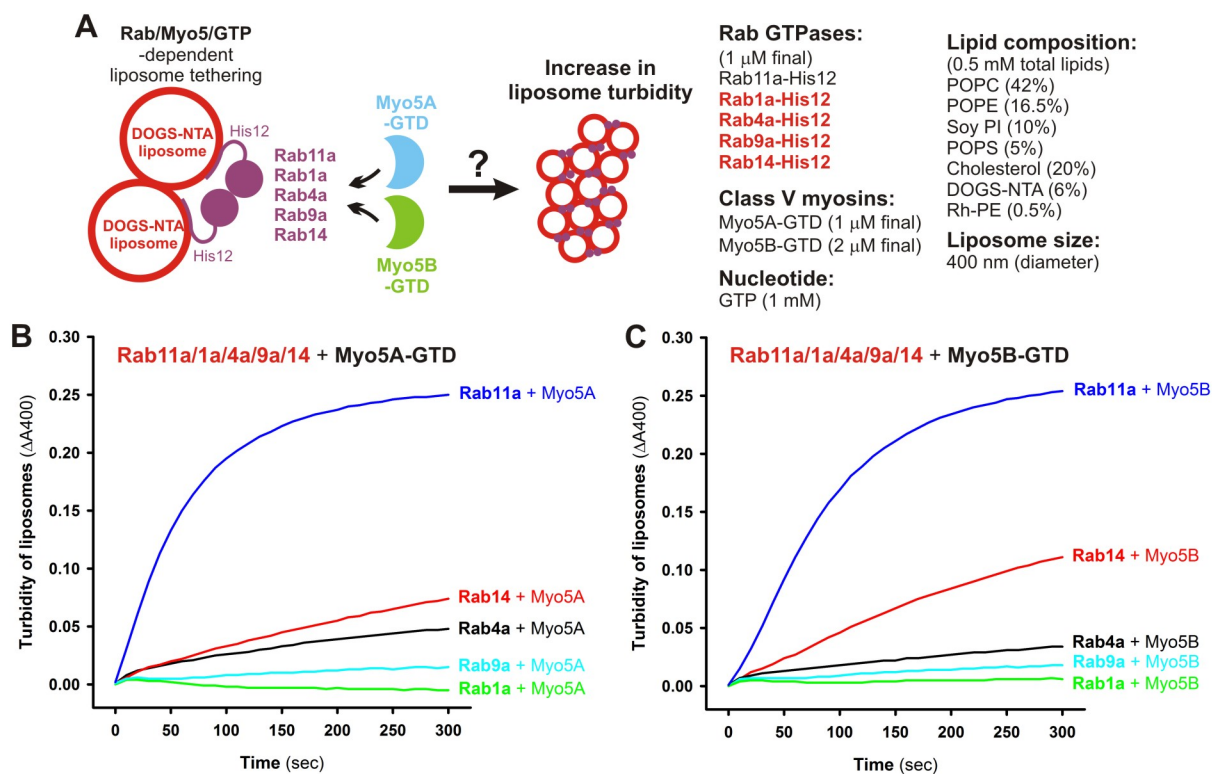 A
Rab/Myo5/GTP
-dependent
liposome tethering
DOGS-NTA
liposome
His12
DOGS-NTA
liposome
His12
Rab11a
Rab1a
Rab4a
Rab9a
Rab14
Myo5A
-GTD
Myo5B
-GTD
?
Increase in
liposome turbidity
Rab GTPases:
(1 μM final)
Rab11a-His12
Rab1a-His12
Rab4a-His12
Rab9a-His12
Rab14-His12
Class V myosins:
Myo5A-GTD (1 μM final)
Myo5B-GTD (2 μM final)
Nucleotide:
GTP (1 mM)
Lipid composition:
(0.5 mM total lipids)
POPC (42%)
POPE (16.5%)
Soy PI (10%)
POPS (5%)
Cholesterol (20%)
DOGS-NTA (6%)
Rh-PE (0.5%)
Liposome size:
400 nm (diameter)
B
Rab11a/1a/4a/9a/14 + Myo5A-GTD
Turbidity of liposomes (ΔA400)
0.30
0.25
0.20
0.15
0.10
0.05
0.00
Rab11a + Myo5A
Rab14 + Myo5A
Rab4a + Myo5A
Rab9a + Myo5A
Rab1a + Myo5A
0 50 100 150 200 250 300
Time (sec)
C
Rab11a/1a/4a/9a/14 + Myo5B-GTD
Turbidity of liposomes (ΔA400)
0.30
0.25
0.20
0.15
0.10
0.05
0.00
Rab11a + Myo5B
Rab14 + Myo5B
Rab4a + Myo5B
Rab9a + Myo5B
Rab1a + Myo5B
0 50 100 150 200 250 300
Time (sec)